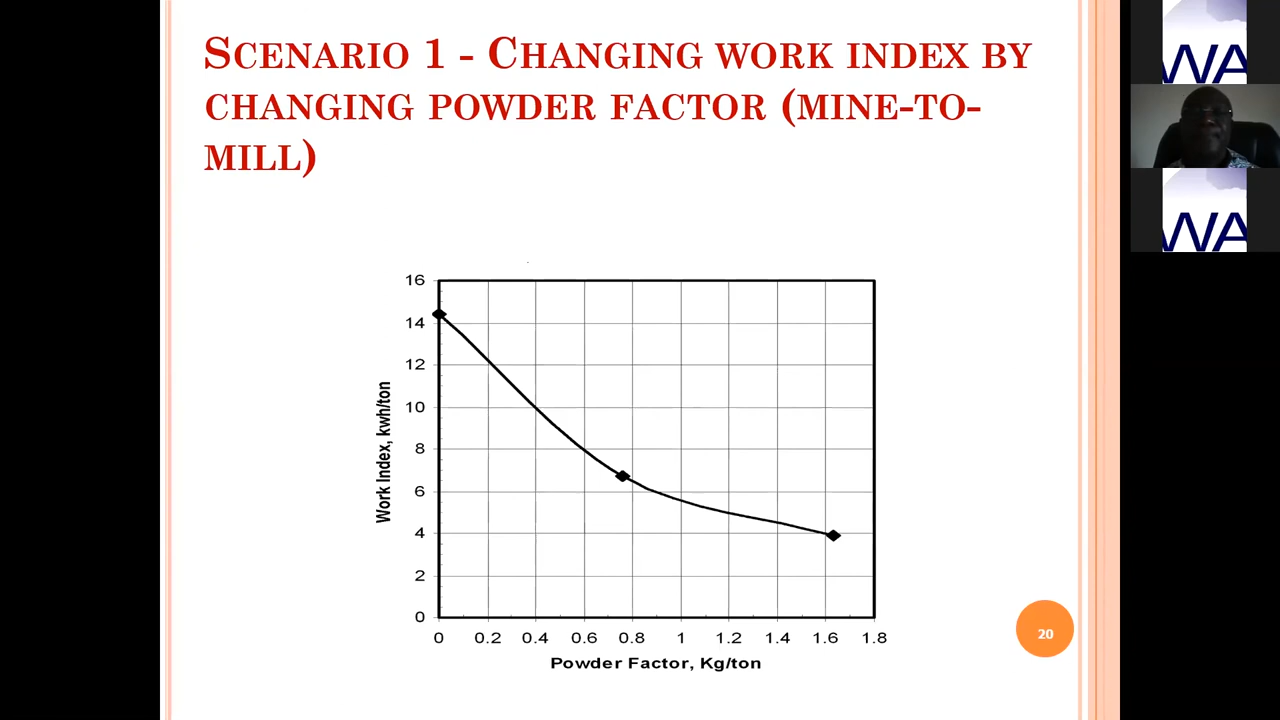 SCENARIO 1 - CHANGING WORK INDEX BY
CHANGING POWDER FACTOR (MINE-TO-
MILL)
WA
WA
16
14
12
10
8
6
4
2
0
Work Index, kwh/ton
0 0.2 0.4 0.6 0.8 1 1.2 1.4 1.6 1.8
Powder Factor, Kg/ton
20